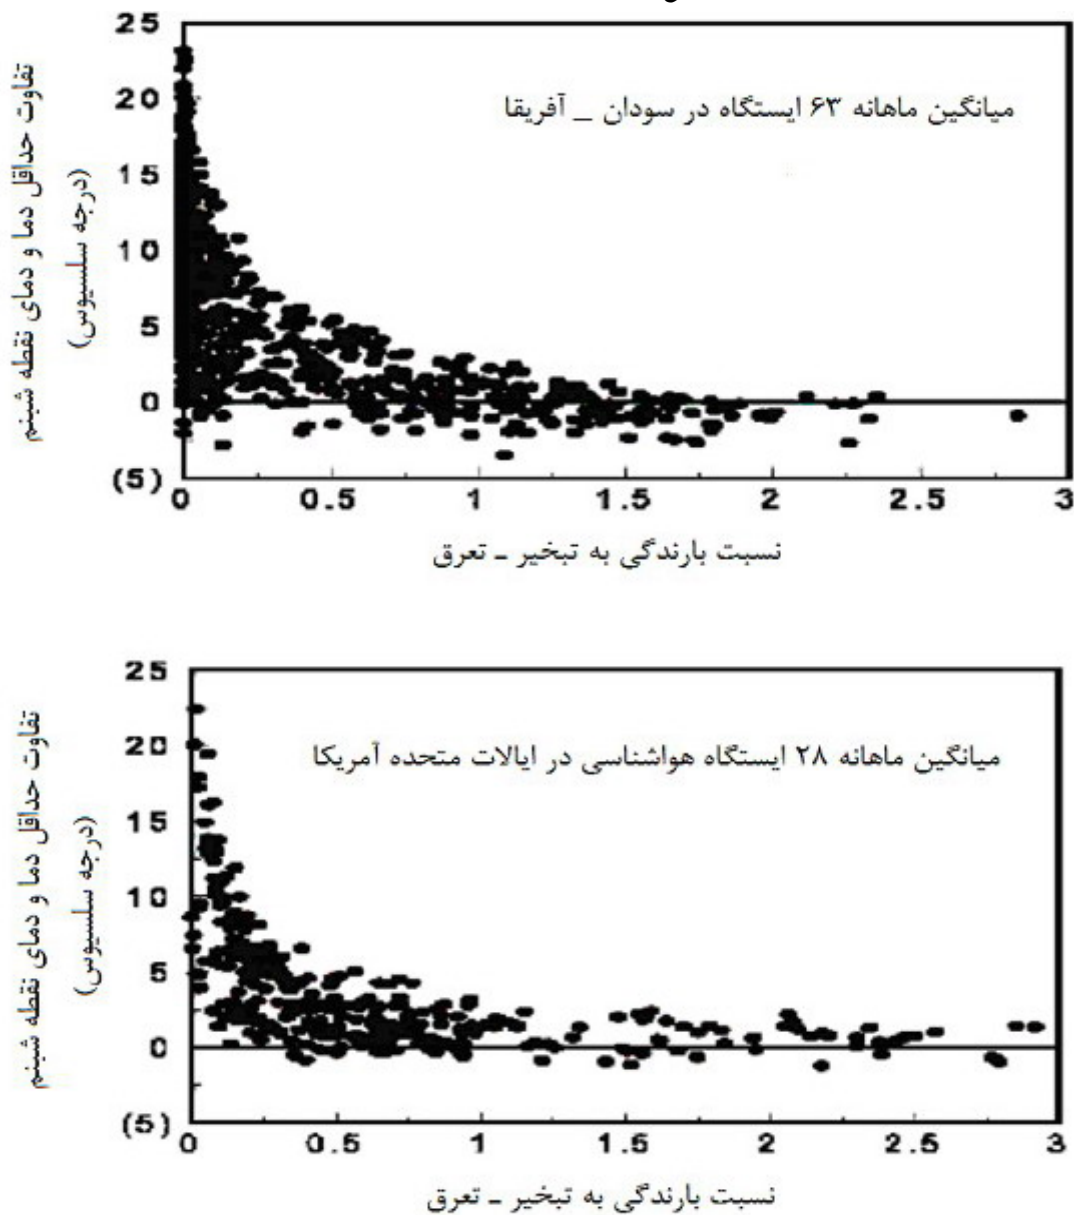 25
20
15
10
5
0
(5)
0 0.5 1 1.5 2 2.5 3
میانگین ماهانه ۶۳ ایستگاه در سودان _ آفریقا
تفاوت حداقل دما و دمای نقطه شبنم
(درجه سلسیوس)
نسبت بارندگی به تبخیر - تعرق
25
20
15
10
5
0
(5)
0 0.5 1 1.5 2 2.5 3
میانگین ماهانه ۲۸ ایستگاه هواشناسی در ایالات متحده آمریکا
تفاوت حداقل دما و دمای نقطه شبنم
(درجه سلسیوس)
نسبت بارندگی به تبخیر - تعرق